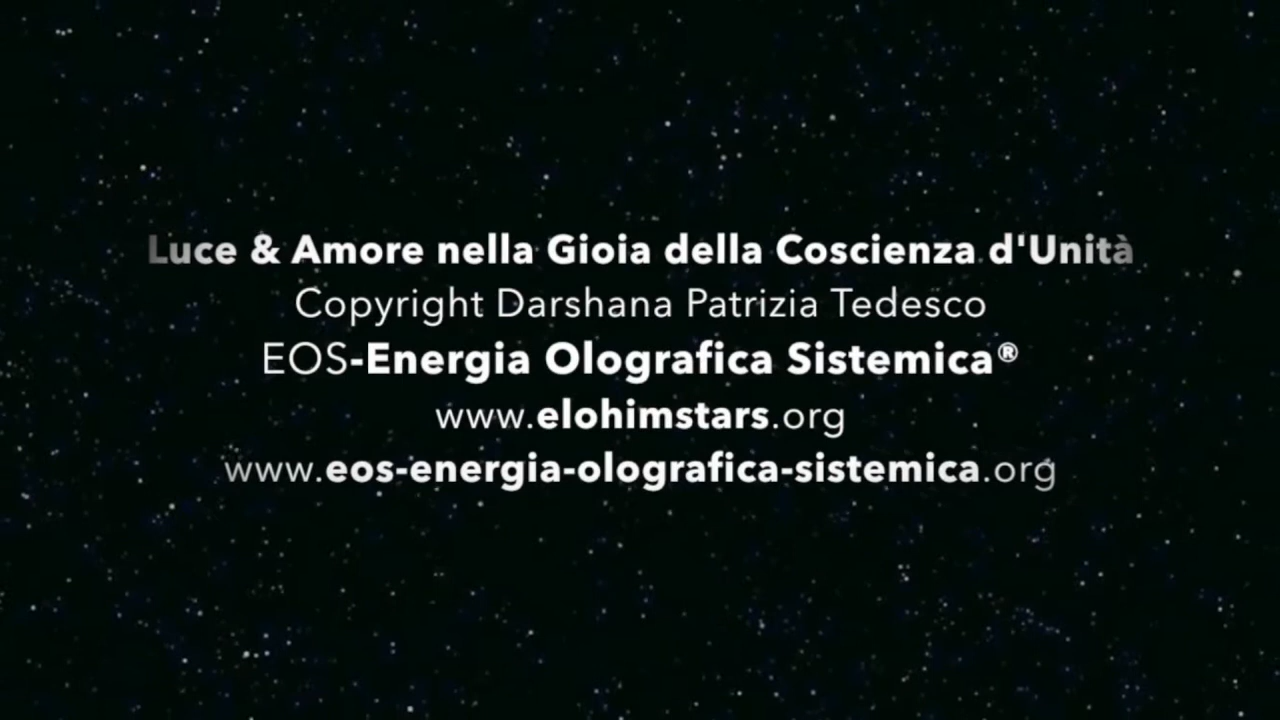 Luce & Amore nella Gioia della Coscienza d'Unità
Copyright Darshana Patrizia Tedesco
EOS-Energia Olografica Sistemica®
www.elohimstars.org
www.eos-energia-olografica-sistemica.org